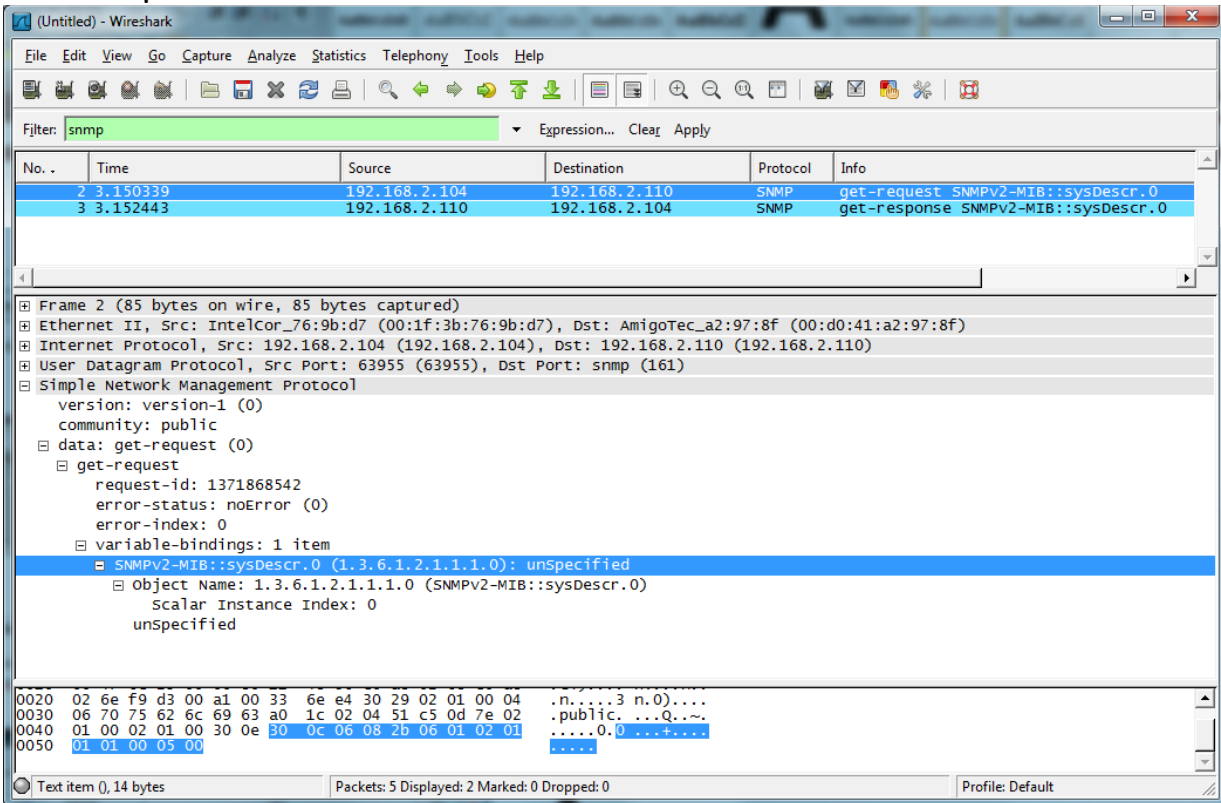 (Untitled) - Wireshark
File Edit View Go Capture Analyze Statistics Telephony Tools Help
Filter: snmp Expression... Clear Apply
No. . Time Source Destination Protocol Info
2 3.150339 192.168.2.104 192.168.2.110 SNMP get-request SNMPv2-MIB::sysDescr.0
3 3.152443 192.168.2.110 192.168.2.104 SNMP get-response SNMPv2-MIB::sysDescr.0
Frame 2 (85 bytes on wire, 85 bytes captured)
Ethernet II, Src: IntelCor_76:9b:d7 (00:1f:3b:76:9b:d7), Dst: AmigoTec_a2:97:8f (00:d0:41:a2:97:8f)
Internet Protocol, Src: 192.168.2.104 (192.168.2.104), Dst: 192.168.2.110 (192.168.2.110)
User Datagram Protocol, Src Port: 63955 (63955), Dst Port: snmp (161)
Simple Network Management Protocol
version: version-1 (0)
community: public
data: get-request (0)
get-request
request-id: 1371868542
error-status: noError (0)
error-index: 0
variable-bindings: 1 item
SNMPv2-MIB::sysDescr.0 (1.3.6.1.2.1.1.1.0): unSpecified
Object Name: 1.3.6.1.2.1.1.1.0 (SNMPv2-MIB::sysDescr.0)
Scalar Instance Index: 0
unSpecified
0020 02 6e f9 d3 00 a1 00 33 6e e4 30 29 02 01 00 04 .n.....3 n.0)....
0030 06 70 75 62 6c 69 63 a0 1c 02 04 51 c5 0d 7e 02 .public. ...Q..~.
0040 01 00 02 01 00 30 0e 30 0c 06 08 2b 06 01 02 01 .....0.0 ...+....
0050 01 01 00 05 00 .....
Text item (), 14 bytes Packets: 5 Displayed: 2 Marked: 0 Dropped: 0 Profile: Default